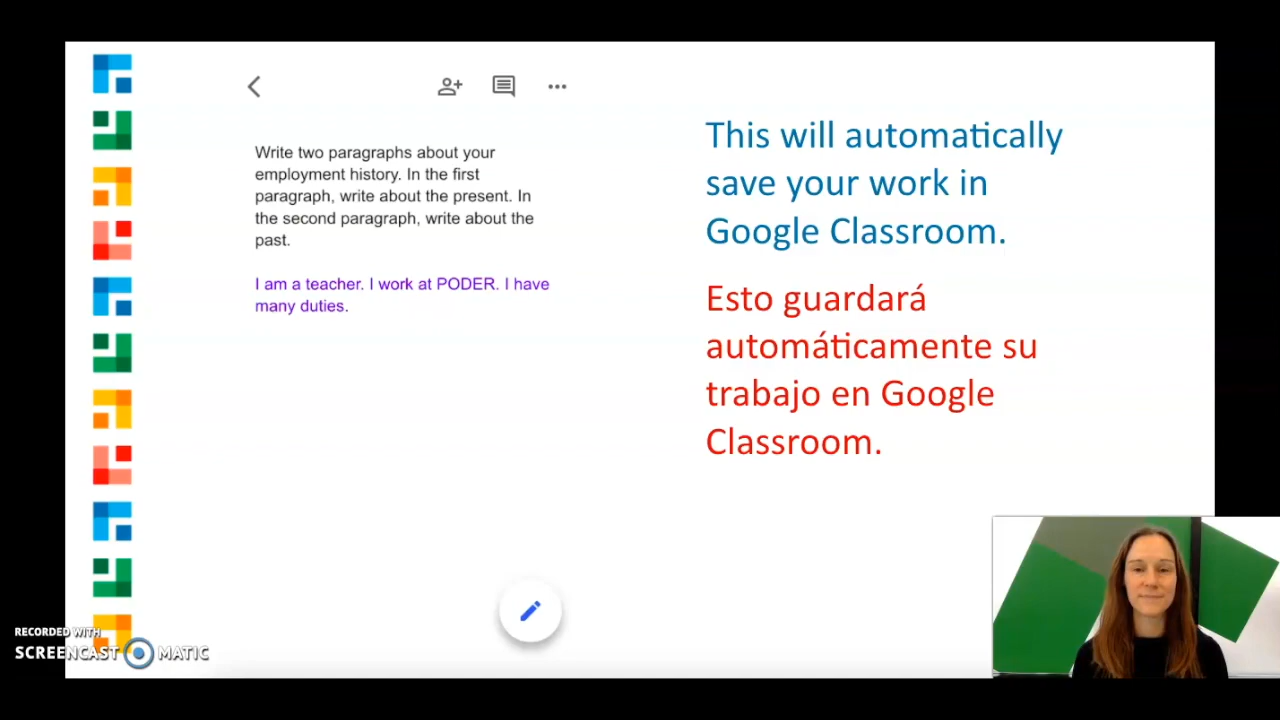 Write two paragraphs about your
employment history. In the first
paragraph, write about the present. In
the second paragraph, write about the
past.
I am a teacher. I work at PODER. I have
many duties.
This will automatically
save your work in
Google Classroom.
Esto guardará
automáticamente su
trabajo en Google
Classroom.
RECORDED WITH
SCREENCAST MATIC